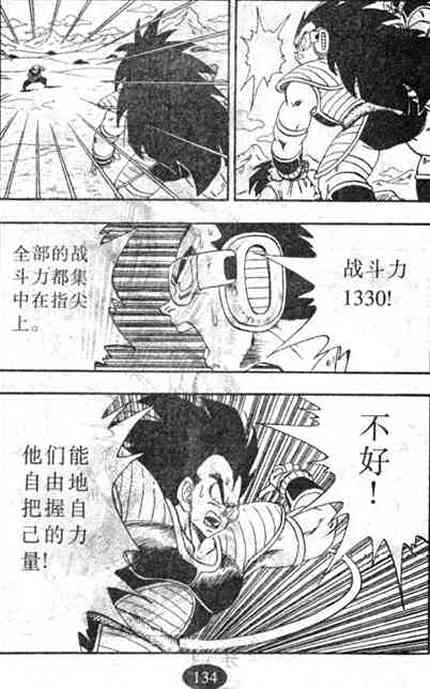 战斗力
1330!
全部的战
斗力都集
中在指尖
上。
不好！
他们能
自由地
把握自
己的力
量!
134